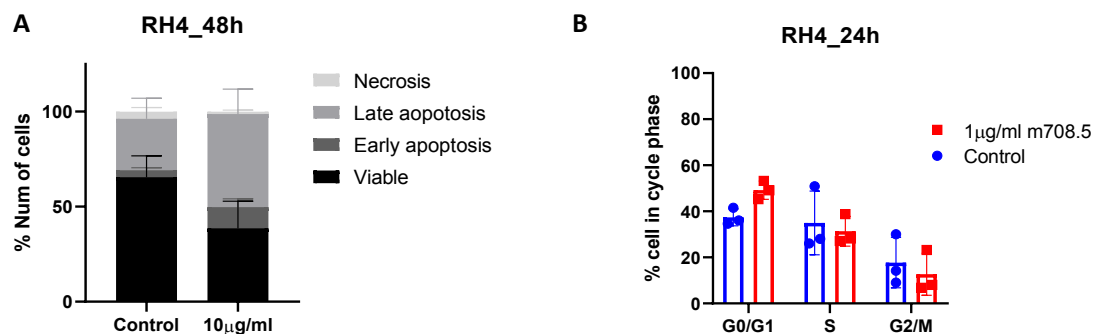 A
RH4_48h
% Num of cells
100
50
0
Control
10μg/ml
Necrosis
Late aopotosis
Early apoptosis
Viable
B
RH4_24h
% cell in cycle phase
100
80
60
40
20
0
G0/G1
S
G2/M
1μg/ml m708.5
Control